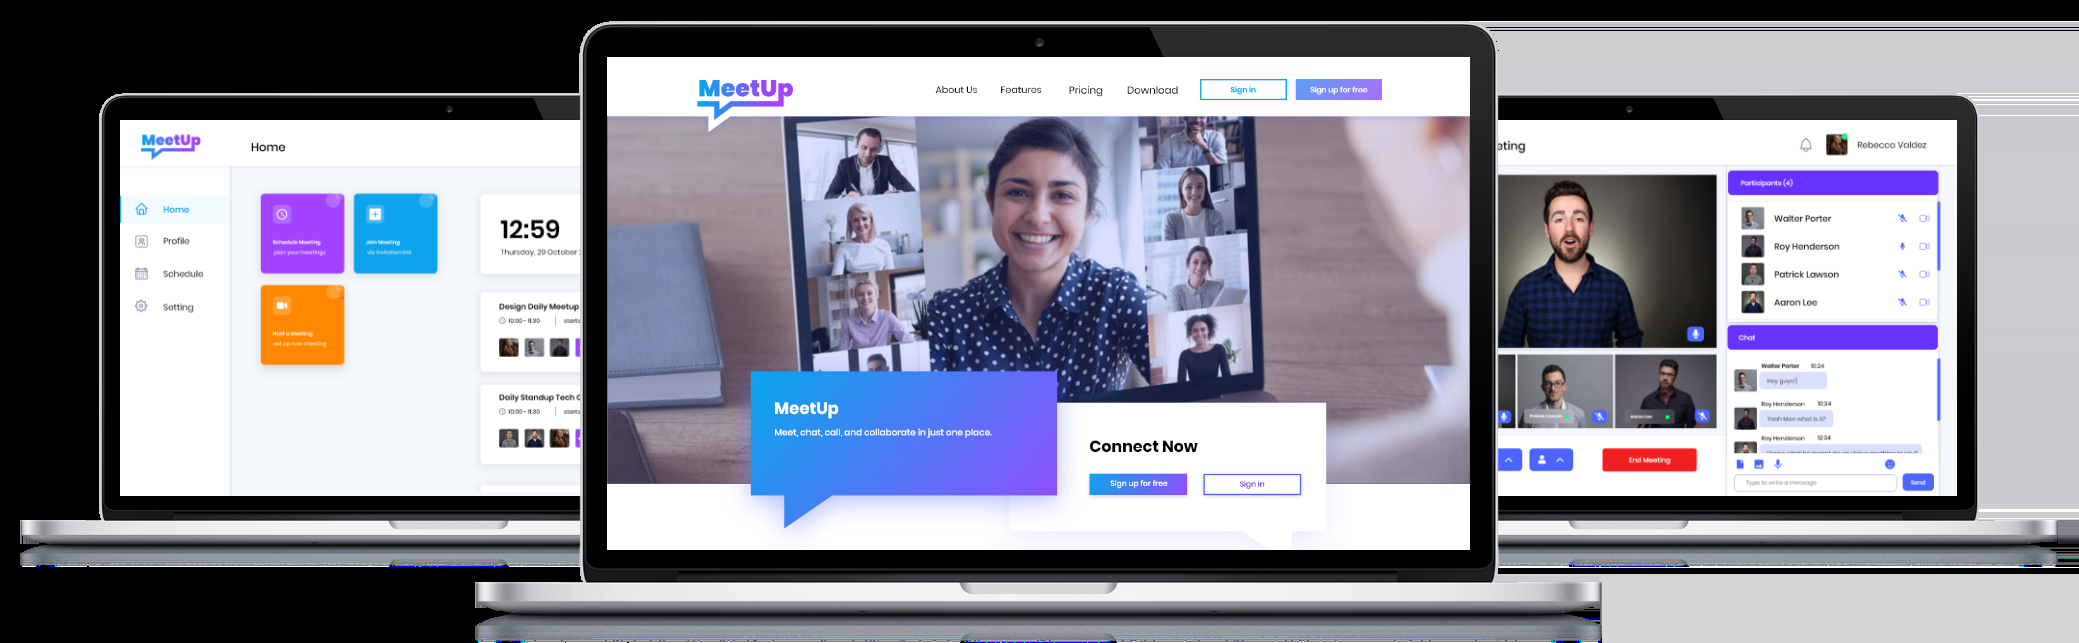 MeetUp
Home
Home
Profile
Schedule
Setting
Schedule Meeting
plan your meetings
Join Meeting
via invitation link
Host a Meeting
set up new meeting
12:59
Thursday, 29 October
Design Daily Meetup
10:00 - 11:30
starts
Daily Standup Tech
10:00 - 11:30
starts
MeetUp
About Us
Features
Pricing
Download
Sign in
Sign up for free
MeetUp
Meet, chat, call, and collaborate in just one place.
Connect Now
Sign up for free
Sign in
eting
Rebecca Valdez
Participants (4)
Walter Porter
Roy Henderson
Patrick Lawson
Aaron Lee
Patrick Lawson
Aaron Lee
End Meeting
Chat
Walter Porter 10:24
Hey guys!)
Roy Henderson 10:34
Yeah Man what is it?
Roy Henderson 12:34
Type to write a message
Send